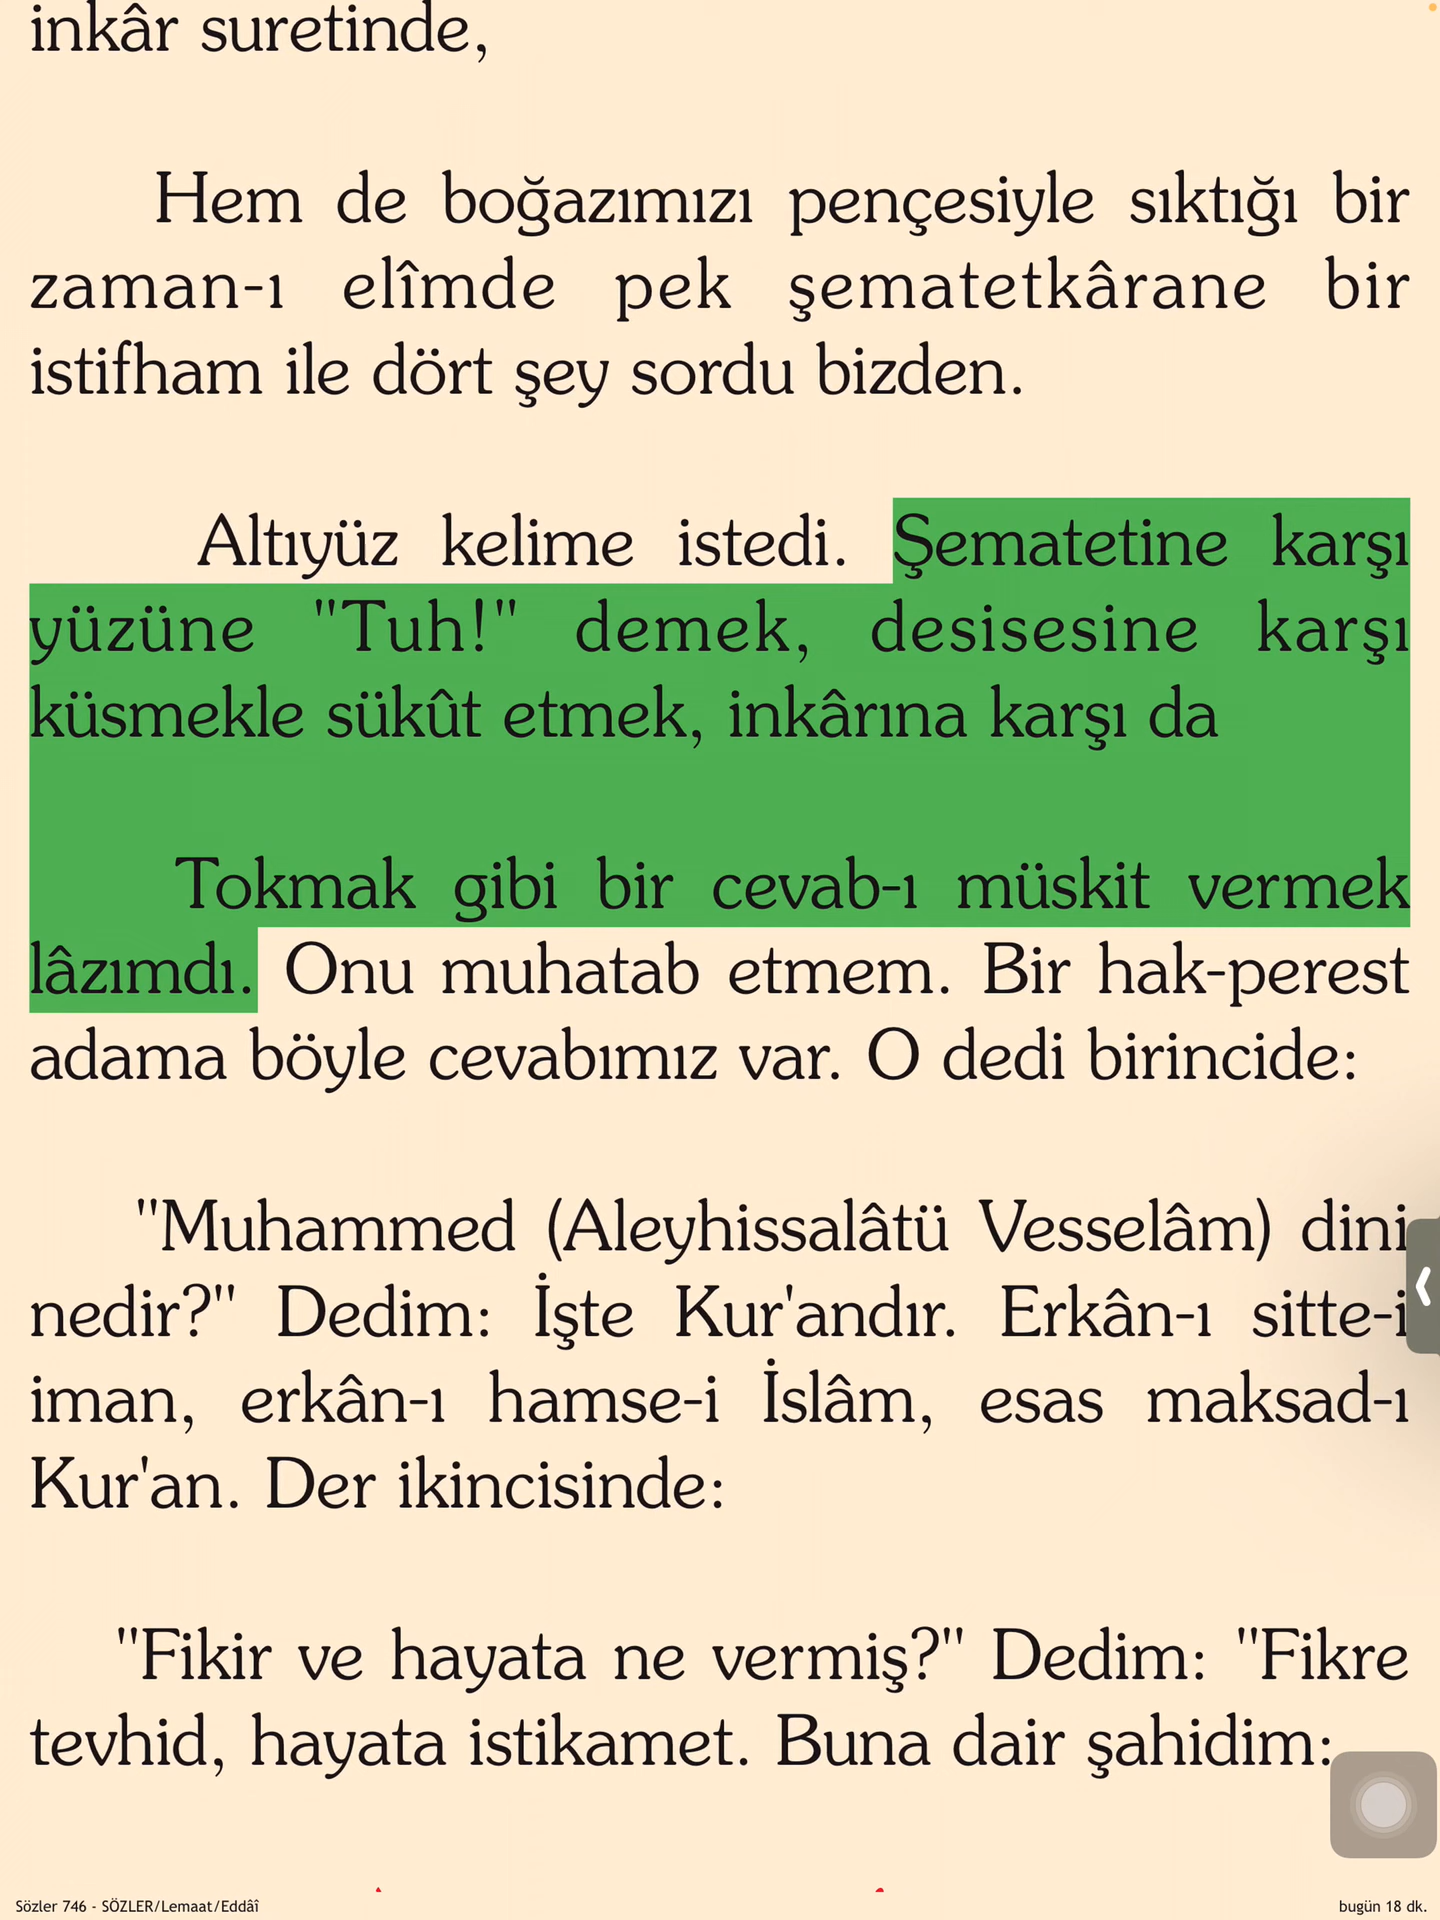 inkâr suretinde,
Hem de boğazımızı pençesiyle sıktığı bir
zaman-ı elîmde pek şematetkârane bir
istifham ile dört şey sordu bizden.
Altıyüz kelime istedi. Şematetine karşı
yüzüne "Tuh!" demek, desisesine karşı
küsmekle sükût etmek, inkârına karşı da
Tokmak gibi bir cevab-ı müskit vermek
lâzımdı. Onu muhatab etmem. Bir hak-perest
adama böyle cevabımız var. O dedi birincide:
"Muhammed (Aleyhissalâtü Vesselâm) dini
nedir?" Dedim: İşte Kur'andır. Erkân-ı sitte-i
iman, erkân-ı hamse-i İslâm, esas maksad-ı
Kur'an. Der ikincisinde:
"Fikir ve hayata ne vermiş?" Dedim: "Fikre
tevhid, hayata istikamet. Buna dair şahidim:
Sözler 746 - SÖZLER/Lemaat/Eddâî
bugün 18 dk.